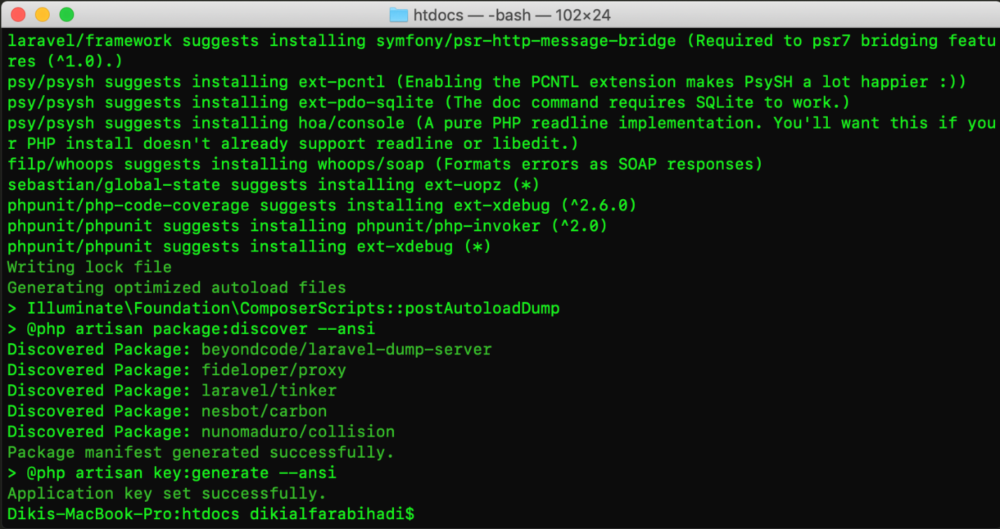 htdocs — -bash — 102×24
laravel/framework suggests installing symfony/psr-http-message-bridge (Required to psr7 bridging featu
res (^1.0).)
psy/psysh suggests installing ext-pcntl (Enabling the PCNTL extension makes PsySH a lot happier :))
psy/psysh suggests installing ext-pdo-sqlite (The doc command requires SQLite to work.)
psy/psysh suggests installing hoa/console (A pure PHP readline implementation. You'll want this if you
r PHP install doesn't already support readline or libedit.)
filp/whoops suggests installing whoops/soap (Formats errors as SOAP responses)
sebastian/global-state suggests installing ext-uopz (*)
phpunit/php-code-coverage suggests installing ext-xdebug (^2.6.0)
phpunit/phpunit suggests installing phpunit/php-invoker (^2.0)
phpunit/phpunit suggests installing ext-xdebug (*)
Writing lock file
Generating optimized autoload files
> Illuminate\Foundation\ComposerScripts::postAutoloadDump
> @php artisan package:discover --ansi
Discovered Package: beyondcode/laravel-dump-server
Discovered Package: fideloper/proxy
Discovered Package: laravel/tinker
Discovered Package: nesbot/carbon
Discovered Package: nunomaduro/collision
Package manifest generated successfully.
> @php artisan key:generate --ansi
Application key set successfully.
Dikis-MacBook-Pro:htdocs dikialfarabihadi$